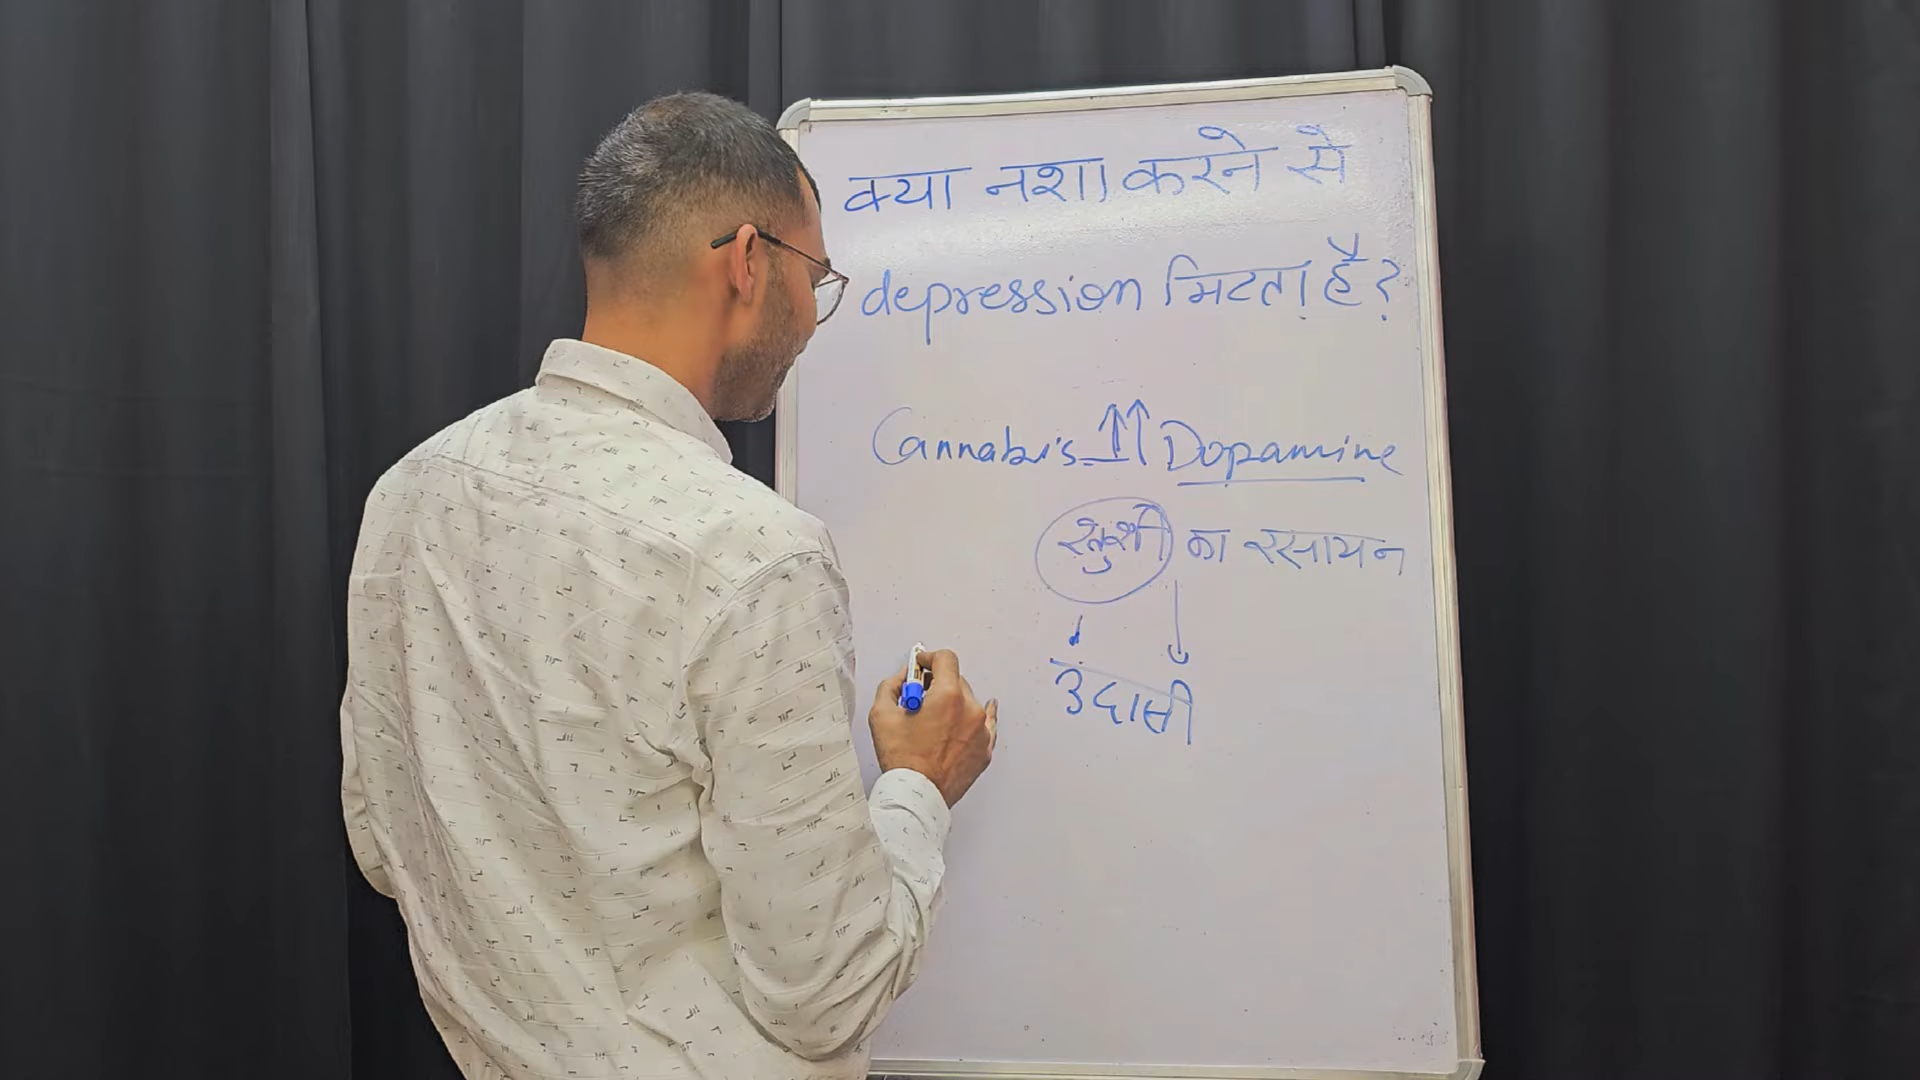 क्या नशा करने से
depression मिटता है?
Cannabis ↑↑ Dopamine
खुशी का रसायन
उदासी